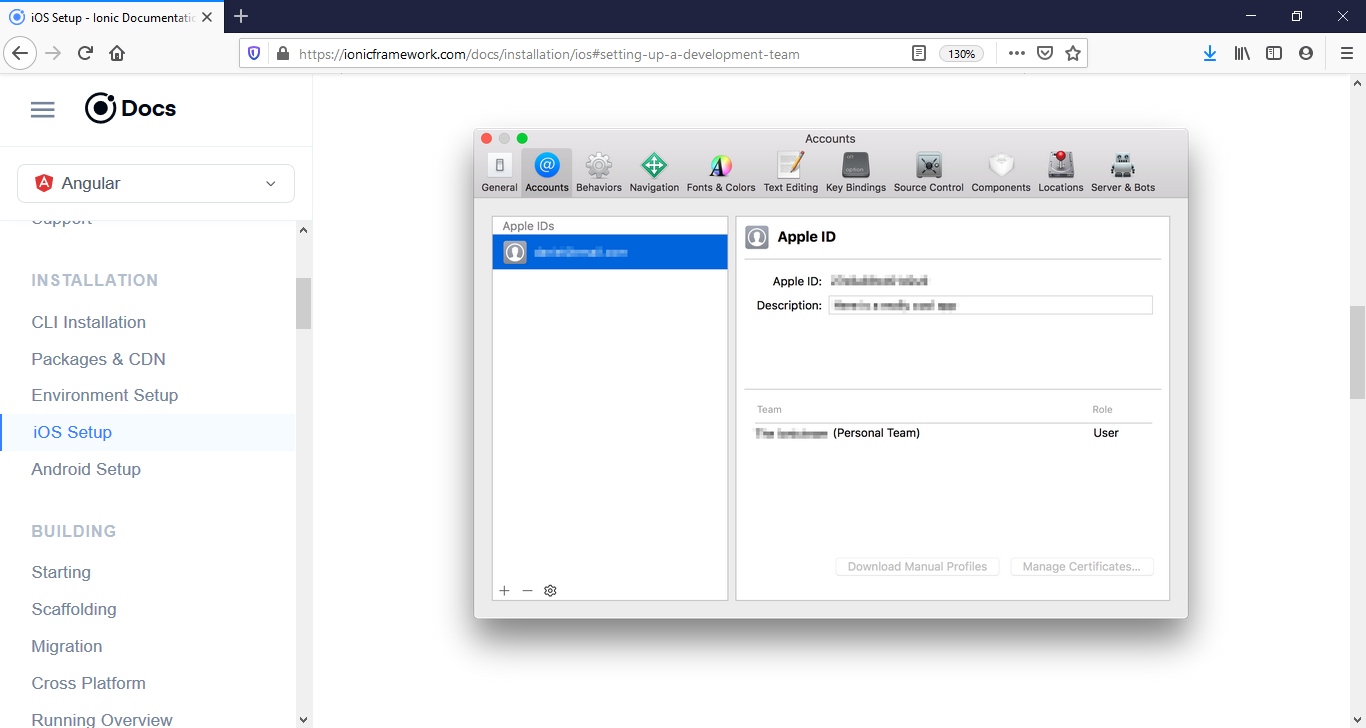 iOS Setup - Ionic Documentatic
https://ionicframework.com/docs/installation/ios#setting-up-a-development-team
130%
Docs
Angular
Support
INSTALLATION
CLI Installation
Packages & CDN
Environment Setup
iOS Setup
Android Setup
BUILDING
Starting
Scaffolding
Migration
Cross Platform
Running Overview
Accounts
General Accounts Behaviors Navigation Fonts & Colors Text Editing Key Bindings Source Control Components Locations Server & Bots
Apple IDs
Apple ID
Apple ID:
Description:
Team Role
(Personal Team) User
Download Manual Profiles Manage Certificates...